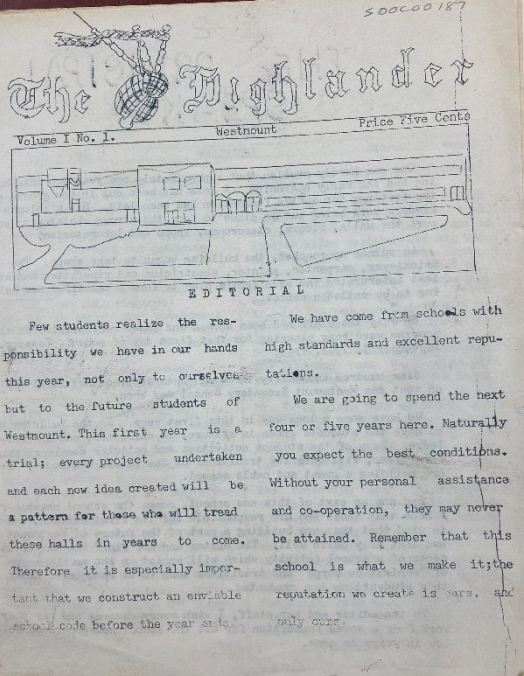 SDOC00187
The Highlander
Volume I No. 1.
Westmount
Price Five Cents
EDITORIAL
Few students realize the res-
ponsibility we have in our hands
this year, not only to ourselves
but to the future students of
Westmount. This first year is a
trial; every project undertaken
and each new idea created will be
a pattern for those who will tread
these halls in years to come.
Therefore it is especially impor-
tant that we construct an enviable
school code before the year ends.
We have come from schools with
high standards and excellent repu-
tations.
We are going to spend the next
four or five years here. Naturally
you expect the best conditions.
Without your personal assistance
and co-operation, they may never
be attained. Remember that this
school is what we make it;the
reputation we create is ours, and
only ours.